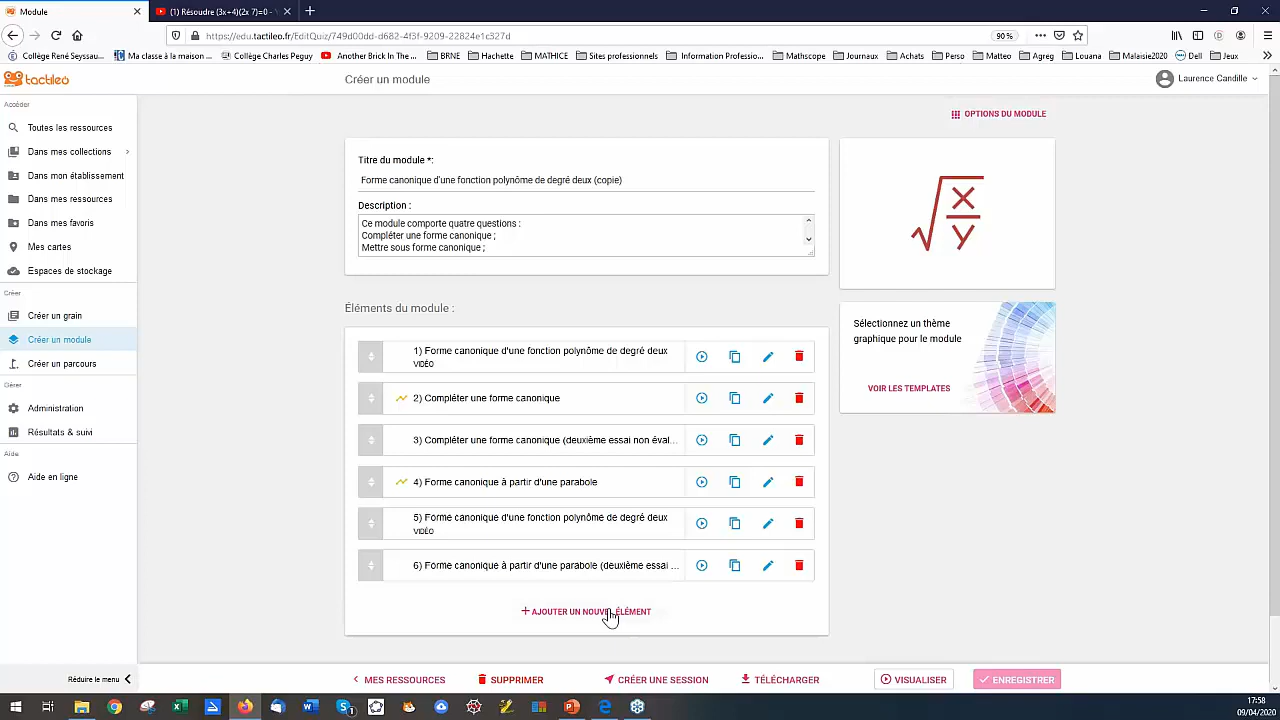 Module
(1) Résoudre (3x+4)(2x 7)=0 -
https://edu.tactileo.fr/EditQuiz/749d00dd-d682-4f3f-9209-22824e1c327d
90 %
Collège René Seyssau...
Ma classe à la maison ...
Collège Charles Peguy
Another Brick In The ...
BRNE
Hachette
MATHICE
Sites professionnels
Information Professio...
Mathscope
Journaux
Achats
Perso
Matteo
Agreg
Louana
Malaisie2020
Dell
Jeux
tactileo
Créer un module
Laurence Candille
Accéder
Toutes les ressources
Dans mes collections
Dans mon établissement
Dans mes ressources
Dans mes favoris
Mes cartes
Espaces de stockage
Créer
Créer un grain
Créer un module
Créer un parcours
Gérer
Administration
Résultats & suivi
Aide
Aide en ligne
Réduire le menu
OPTIONS DU MODULE
Titre du module *:
Forme canonique d'une fonction polynôme de degré deux (copie)
Description :
Ce module comporte quatre questions :
Compléter une forme canonique ;
Mettre sous forme canonique ;
x
y
Sélectionnez un thème
graphique pour le module
VOIR LES TEMPLATES
Éléments du module :
1) Forme canonique d'une fonction polynôme de degré deux
VIDÉO
2) Compléter une forme canonique
3) Compléter une forme canonique (deuxième essai non éval...
4) Forme canonique à partir d'une parabole
5) Forme canonique d'une fonction polynôme de degré deux
VIDÉO
6) Forme canonique à partir d'une parabole (deuxième essai ...
+ AJOUTER UN NOUVEL ÉLÉMENT
MES RESSOURCES
SUPPRIMER
CRÉER UNE SESSION
TÉLÉCHARGER
VISUALISER
ENREGISTRER
17:58
09/04/2020